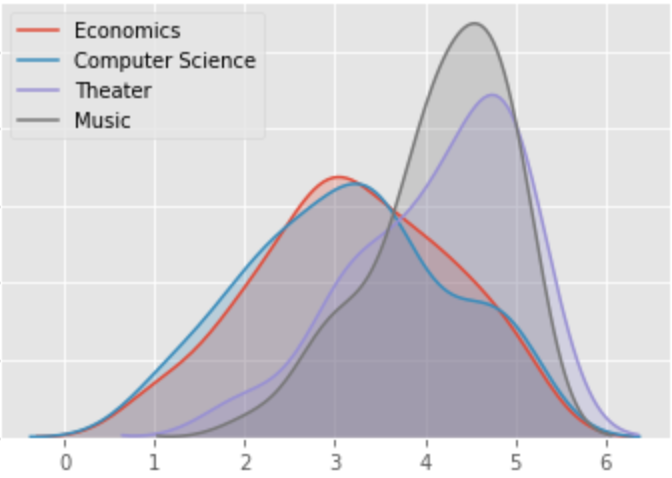 Economics
Computer Science
Theater
Music
0 1 2 3 4 5 6